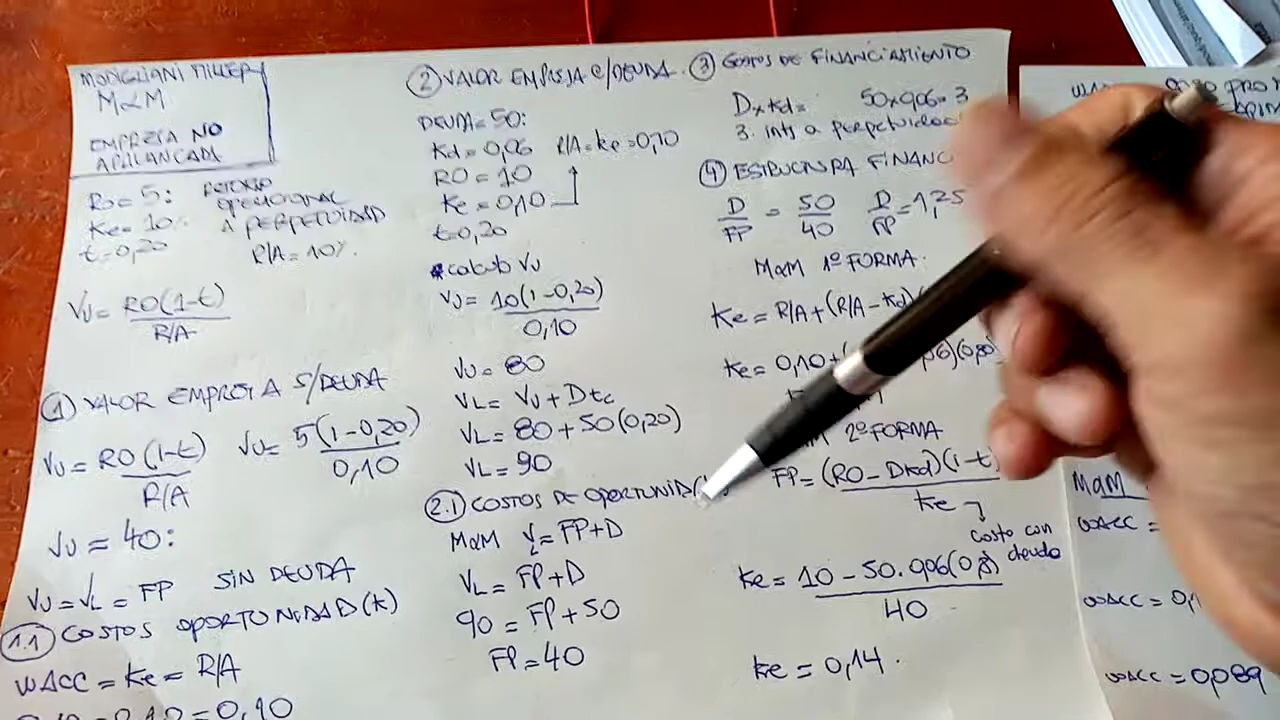 MODIGLIANI MILLER
M&M
EMPRESA NO
APALANCADA
RO = 5: RETORNO
OPERACIONAL
A PERPETUIDAD
Ke = 10%
t=0,20
R/A = 10%.
VU = RO(1-t)
R/A
① VALOR EMPRESA S/DEUDA
VU = RO(1-t)
R/A
VU = 5(1-0,20)
0,10
VU = 40:
VU = VL = FP SIN DEUDA
1.1 COSTOS OPORTUNIDAD(K)
WACC = Ke = R/A
0,10 = 0,10 = 0,10
② VALOR EMPRESA C/DEUDA.
DEUDA = 50:
Kd = 0,06 R/A = Ke = 0,10
RO = 10
Ke = 0,10
t=0,20
*calculo VU
VU = 10(1-0,20)
0,10
VU = 80
VL = VU + Dtc
VL = 80 + 50(0,20)
VL = 90
2.1 COSTOS DE
M&M VL = FP+D
VL = FP+D
90 = FP + 50
FP = 40
③ DE FINANCIAMIENTO
D x Kd = 50x0,06= 3
3. ints a
④ ESTRUCTURA
D/FP = 50/40 D/FP = 1,25
M&M 1º FORMA.
Ke = R/A + (R/A - Kd)
Ke = 0,10 +
2º FORMA
FP = (RO - DKd)(1-t)
Ke
costo con
deuda
Ke = 10 - 50.0,06(0,8)
40
Ke = 0,14.
M&M
WACC =
WACC =
WACC = 0,089